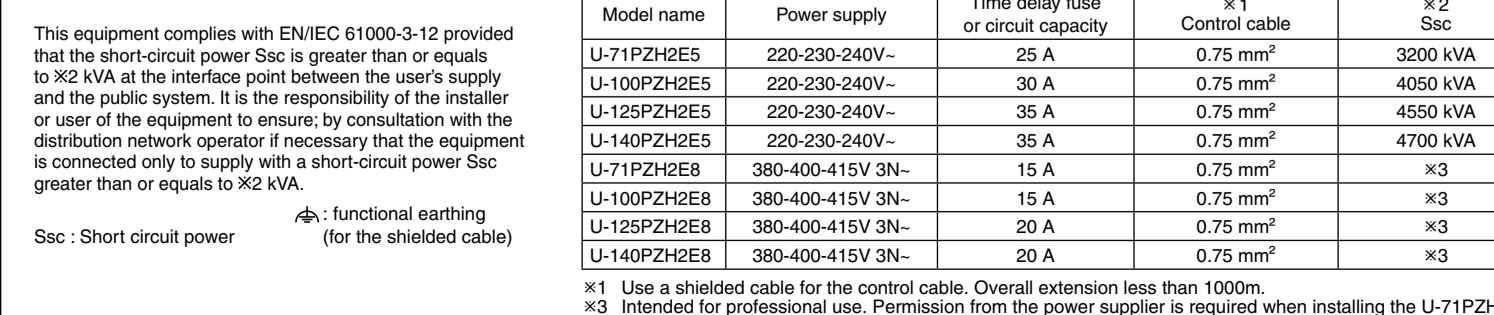 This equipment complies with EN/IEC 61000-3-12 provided
that the short-circuit power Ssc is greater than or equals
to ※2 kVA at the interface point between the user's supply
and the public system. It is the responsibility of the installer
or user of the equipment to ensure; by consultation with the
distribution network operator if necessary that the equipment
is connected only to supply with a short-circuit power Ssc
greater than or equals to ※2 kVA.
: functional earthing
Ssc : Short circuit power (for the shielded cable)
Model name Power supply Time delay fuse or circuit capacity ※1 Control cable ※2 Ssc
U-71PZH2E5 220-230-240V~ 25 A 0.75 mm² 3200 kVA
U-100PZH2E5 220-230-240V~ 30 A 0.75 mm² 4050 kVA
U-125PZH2E5 220-230-240V~ 35 A 0.75 mm² 4550 kVA
U-140PZH2E5 220-230-240V~ 35 A 0.75 mm² 4700 kVA
U-71PZH2E8 380-400-415V 3N~ 15 A 0.75 mm² ※3
U-100PZH2E8 380-400-415V 3N~ 15 A 0.75 mm² ※3
U-125PZH2E8 380-400-415V 3N~ 20 A 0.75 mm² ※3
U-140PZH2E8 380-400-415V 3N~ 20 A 0.75 mm² ※3
※1 Use a shielded cable for the control cable. Overall extension less than 1000m.
※3 Intended for professional use. Permission from the power supplier is required when installing the U-71PZH